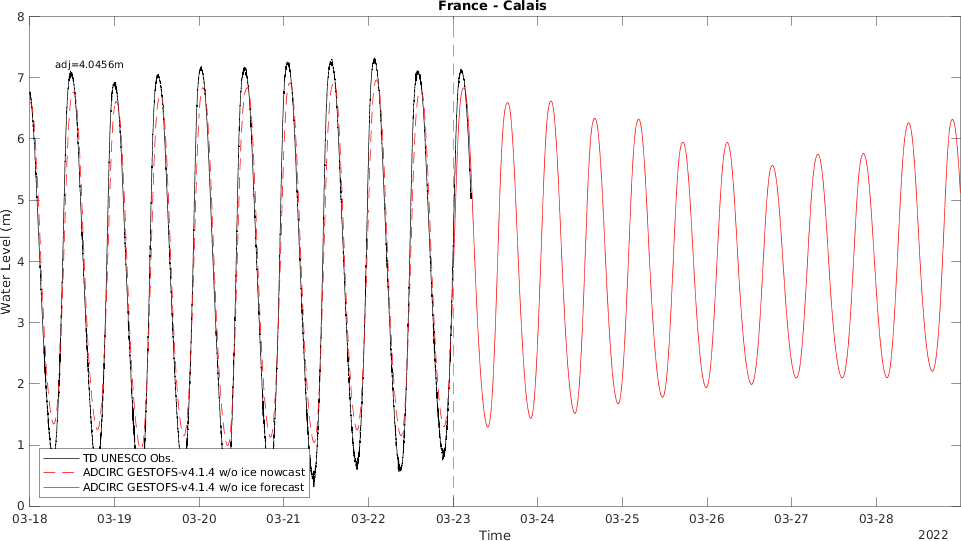 France - Calais
8
7
6
5
4
3
2
1
0
Water Level (m)
adj=4.0456m
TD UNESCO Obs.
ADCIRC GESTOFS-v4.1.4 w/o ice nowcast
ADCIRC GESTOFS-v4.1.4 w/o ice forecast
03-18 03-19 03-20 03-21 03-22 03-23 03-24 03-25 03-26 03-27 03-28
Time
2022